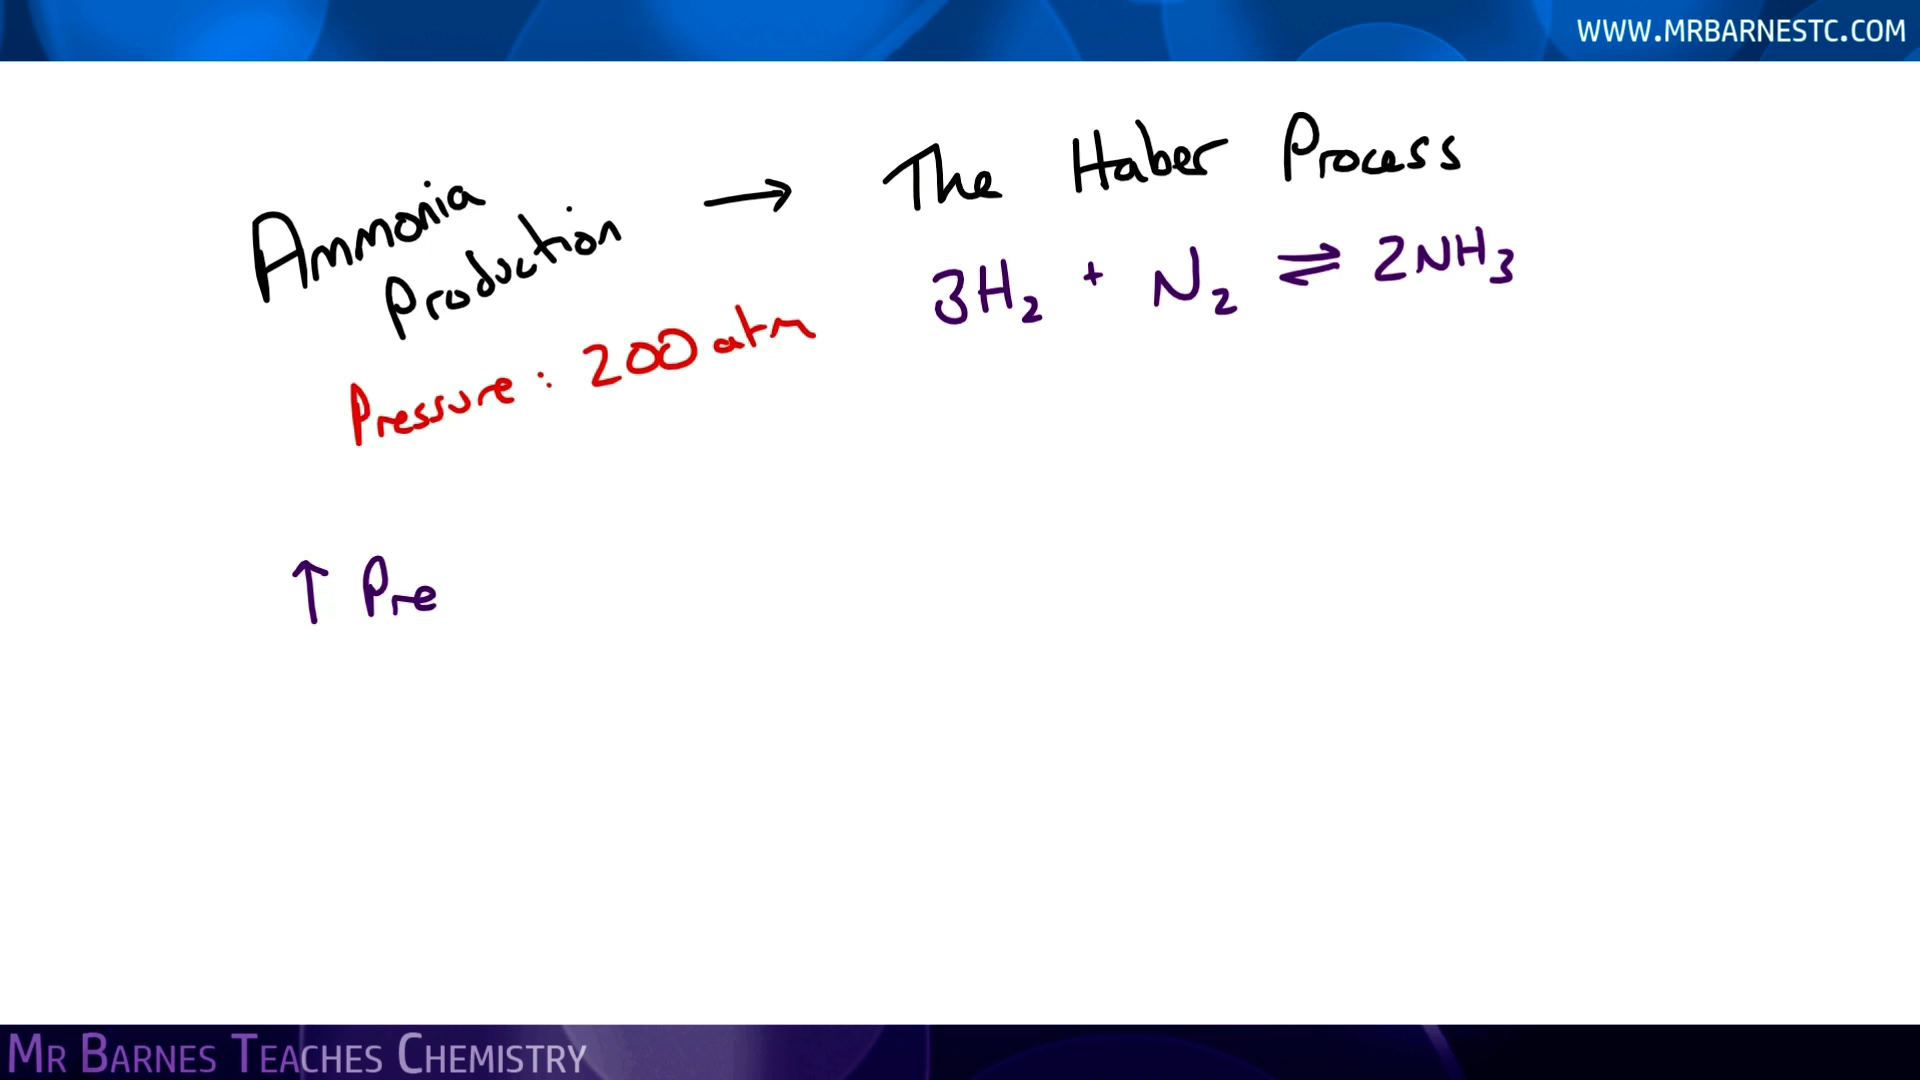 WWW.MRBARNESTC.COM
Ammonia
Production → The Haber Process
3H₂ + N₂ ⇌ 2NH₃
Pressure: 200 atm
↑ Pre
MR BARNES TEACHES CHEMISTRY